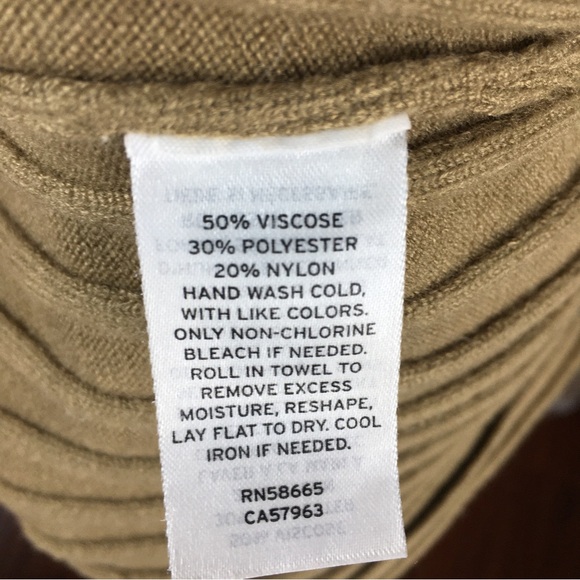 50% VISCOSE
30% POLYESTER
20% NYLON
HAND WASH COLD,
WITH LIKE COLORS.
ONLY NON-CHLORINE
BLEACH IF NEEDED.
ROLL IN TOWEL TO
REMOVE EXCESS
MOISTURE, RESHAPE,
LAY FLAT TO DRY. COOL
IRON IF NEEDED.
RN58665
CA57963